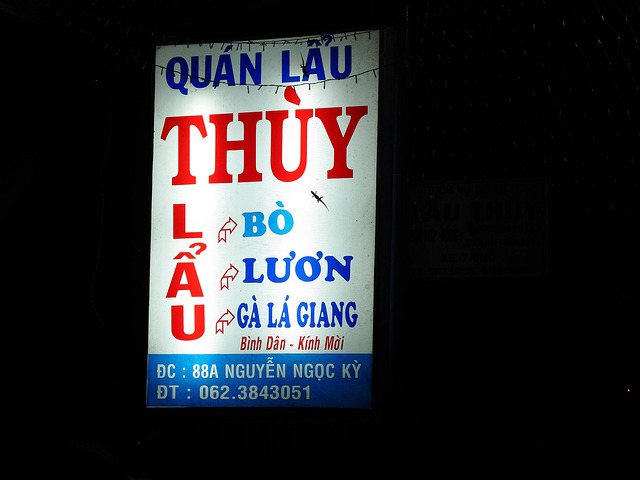 QUÁN LẨU
THÙY
LẨU
BÒ
LƯƠN
GÀ LÁ GIANG
Bình Dân - Kính Mời
ĐC : 88A NGUYỄN NGỌC KỲ
ĐT : 062.3843051